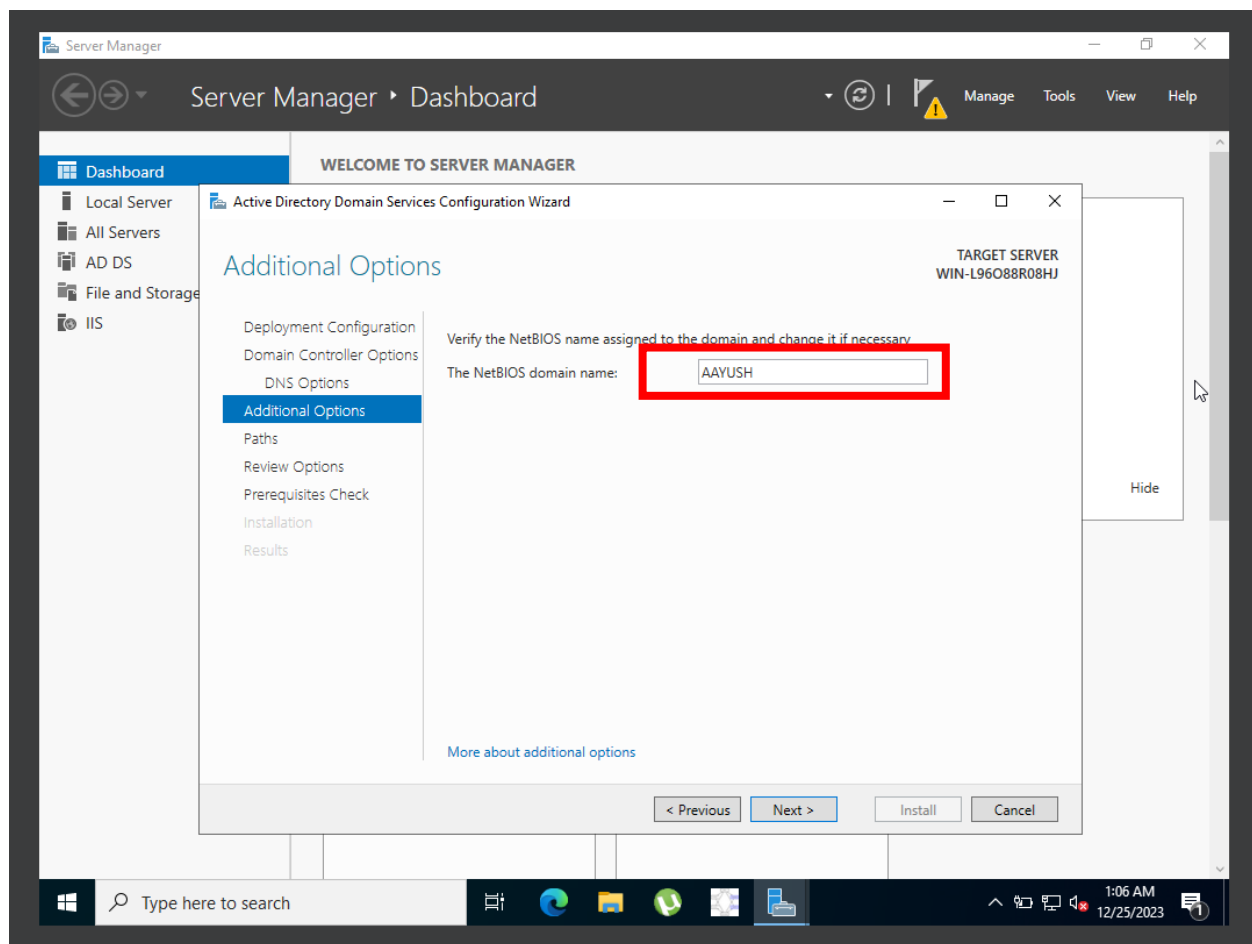 Server Manager
Server Manager • Dashboard
Manage Tools View Help
Dashboard
Local Server
All Servers
AD DS
File and Storage
IIS
WELCOME TO SERVER MANAGER
Active Directory Domain Services Configuration Wizard
Additional Options
TARGET SERVER
WIN-L96O88R08HJ
Deployment Configuration
Domain Controller Options
DNS Options
Additional Options
Paths
Review Options
Prerequisites Check
Installation
Results
Verify the NetBIOS name assigned to the domain and change it if necessary
The NetBIOS domain name: AAYUSH
More about additional options
< Previous Next > Install Cancel
Hide
Type here to search
1:06 AM
12/25/2023
1